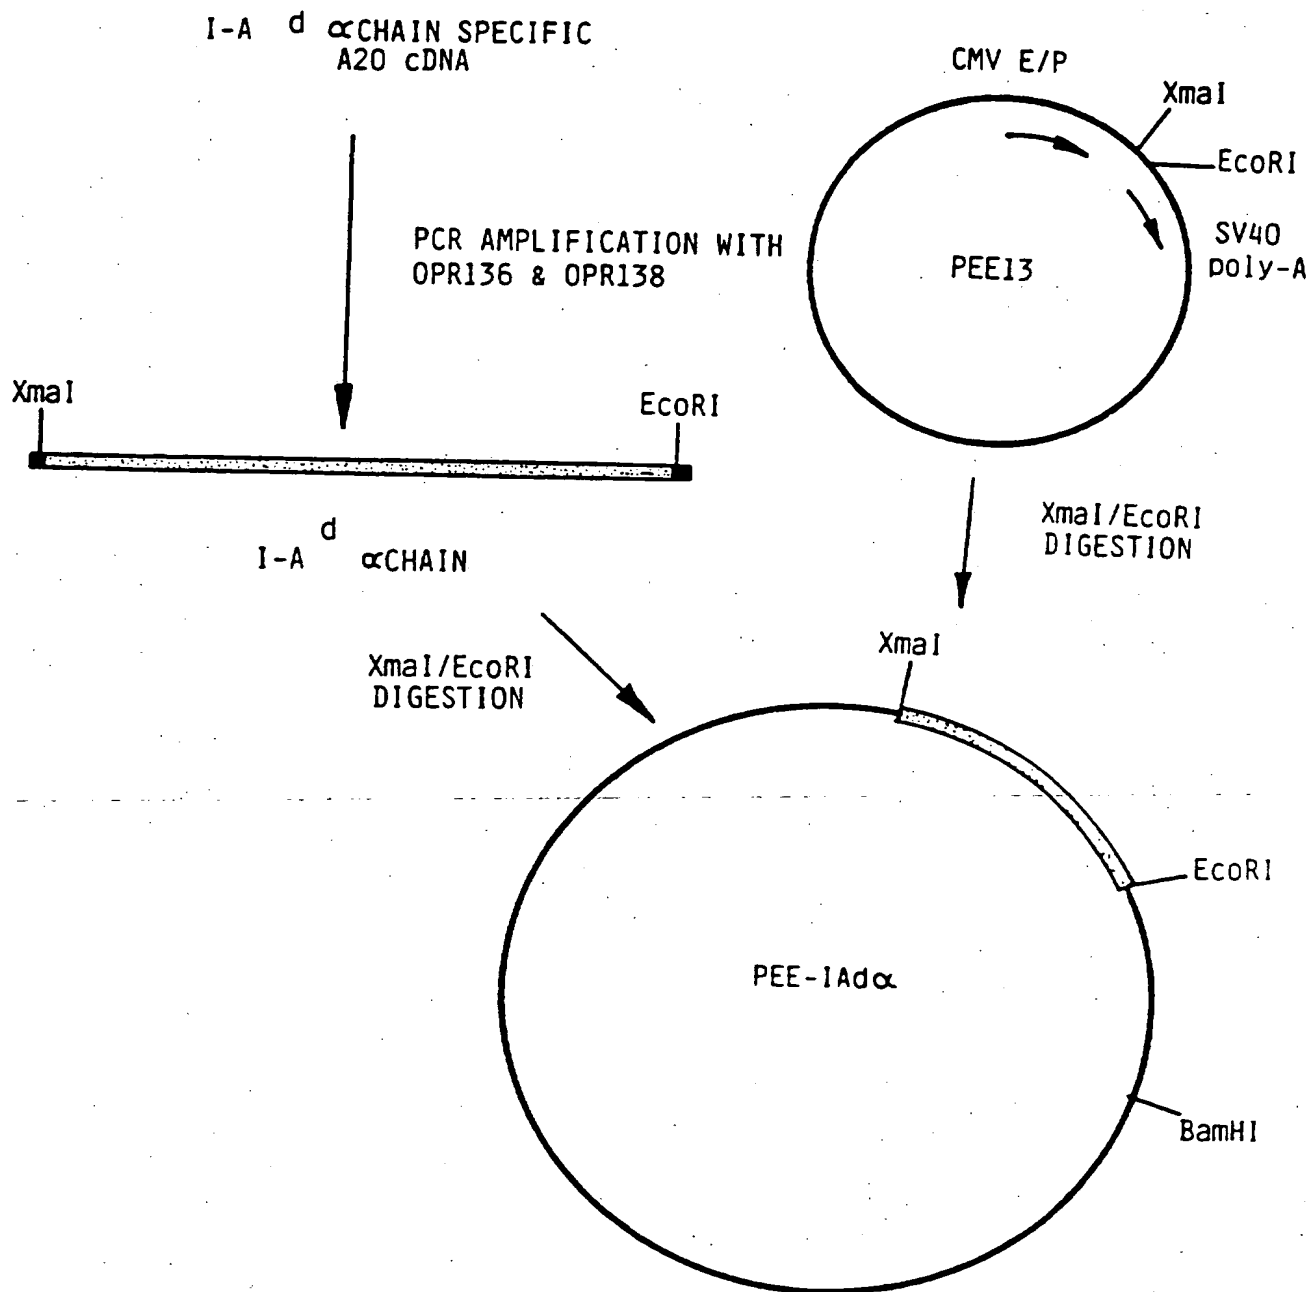 I-A d αCHAIN SPECIFIC
A20 cDNA
CMV E/P
XmaI
EcoRI
SV40
poly-A
PEE13
PCR AMPLIFICATION WITH
OPR136 & OPR138
XmaI
EcoRI
I-A d αCHAIN
XmaI/EcoRI
DIGESTION
XmaI/EcoRI
DIGESTION
XmaI
EcoRI
PEE-IAdα
BamHI